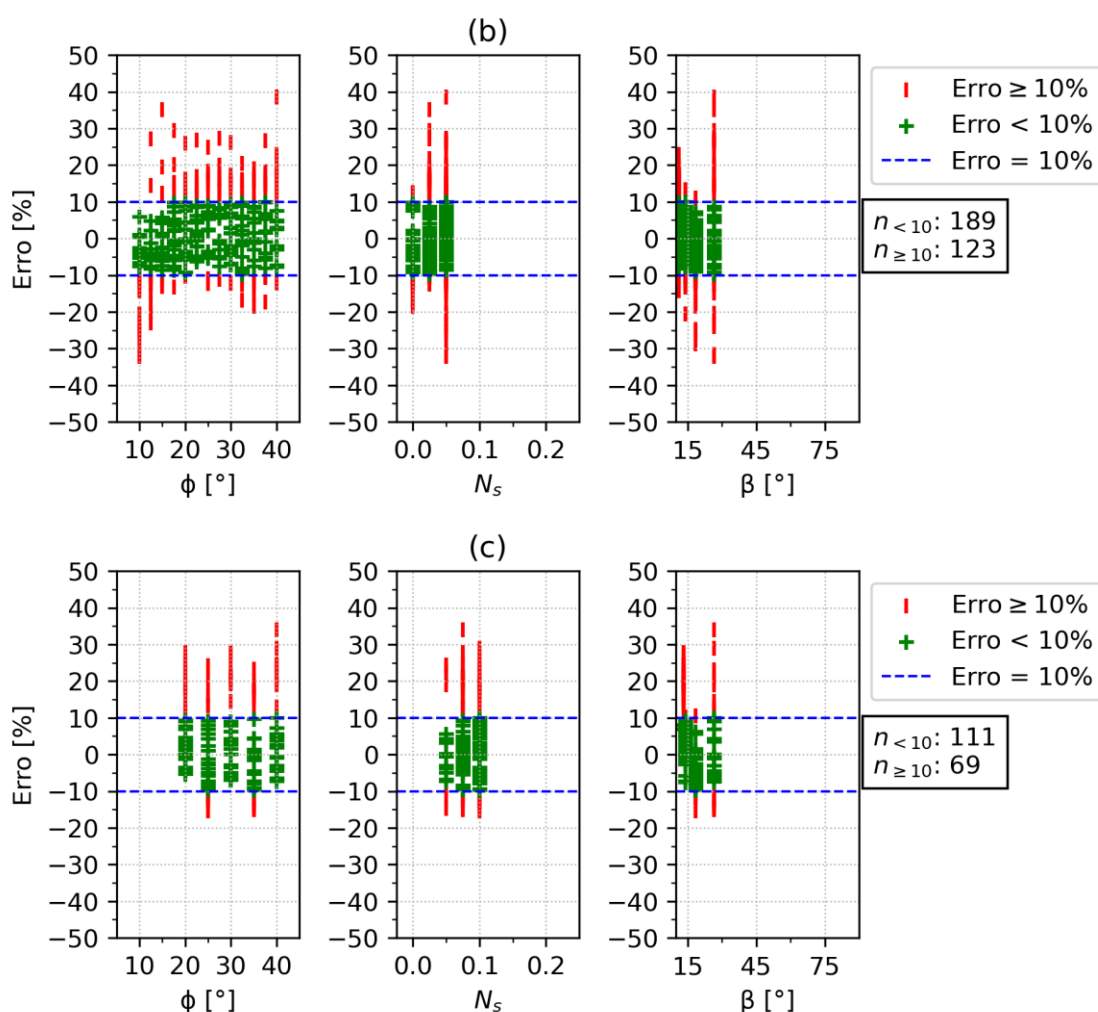 (b)
50
40
30
20
10
0
−10
−20
−30
−40
−50
Erro [%]
10 20 30 40
ϕ [°]
0.0 0.1 0.2
N_s
15 45 75
β [°]
Erro ≥ 10%
Erro < 10%
Erro = 10%
n_{<10}: 189
n_{≥10}: 123
(c)
50
40
30
20
10
0
−10
−20
−30
−40
−50
Erro [%]
10 20 30 40
ϕ [°]
0.0 0.1 0.2
N_s
15 45 75
β [°]
Erro ≥ 10%
Erro < 10%
Erro = 10%
n_{<10}: 111
n_{≥10}: 69